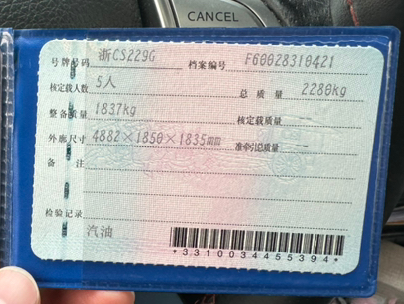 CANCEL
号牌号码 浙CS229G 档案编号 F60028310421
核定载人数 5人 总质量 2280kg
整备质量 1837kg 核定载质量
外廓尺寸 4882×1850×1835mm 准牵引总质量
备注
检验记录
汽油
*3310034455394*